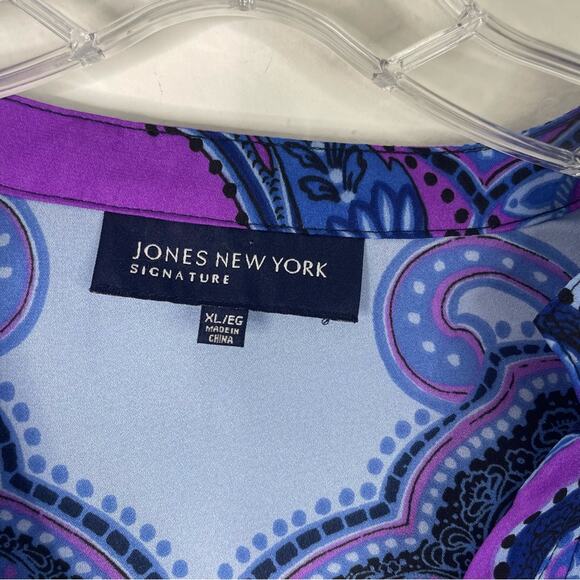 JONES NEW YORK
SIGNATURE
XL/EG
MADE IN
CHINA